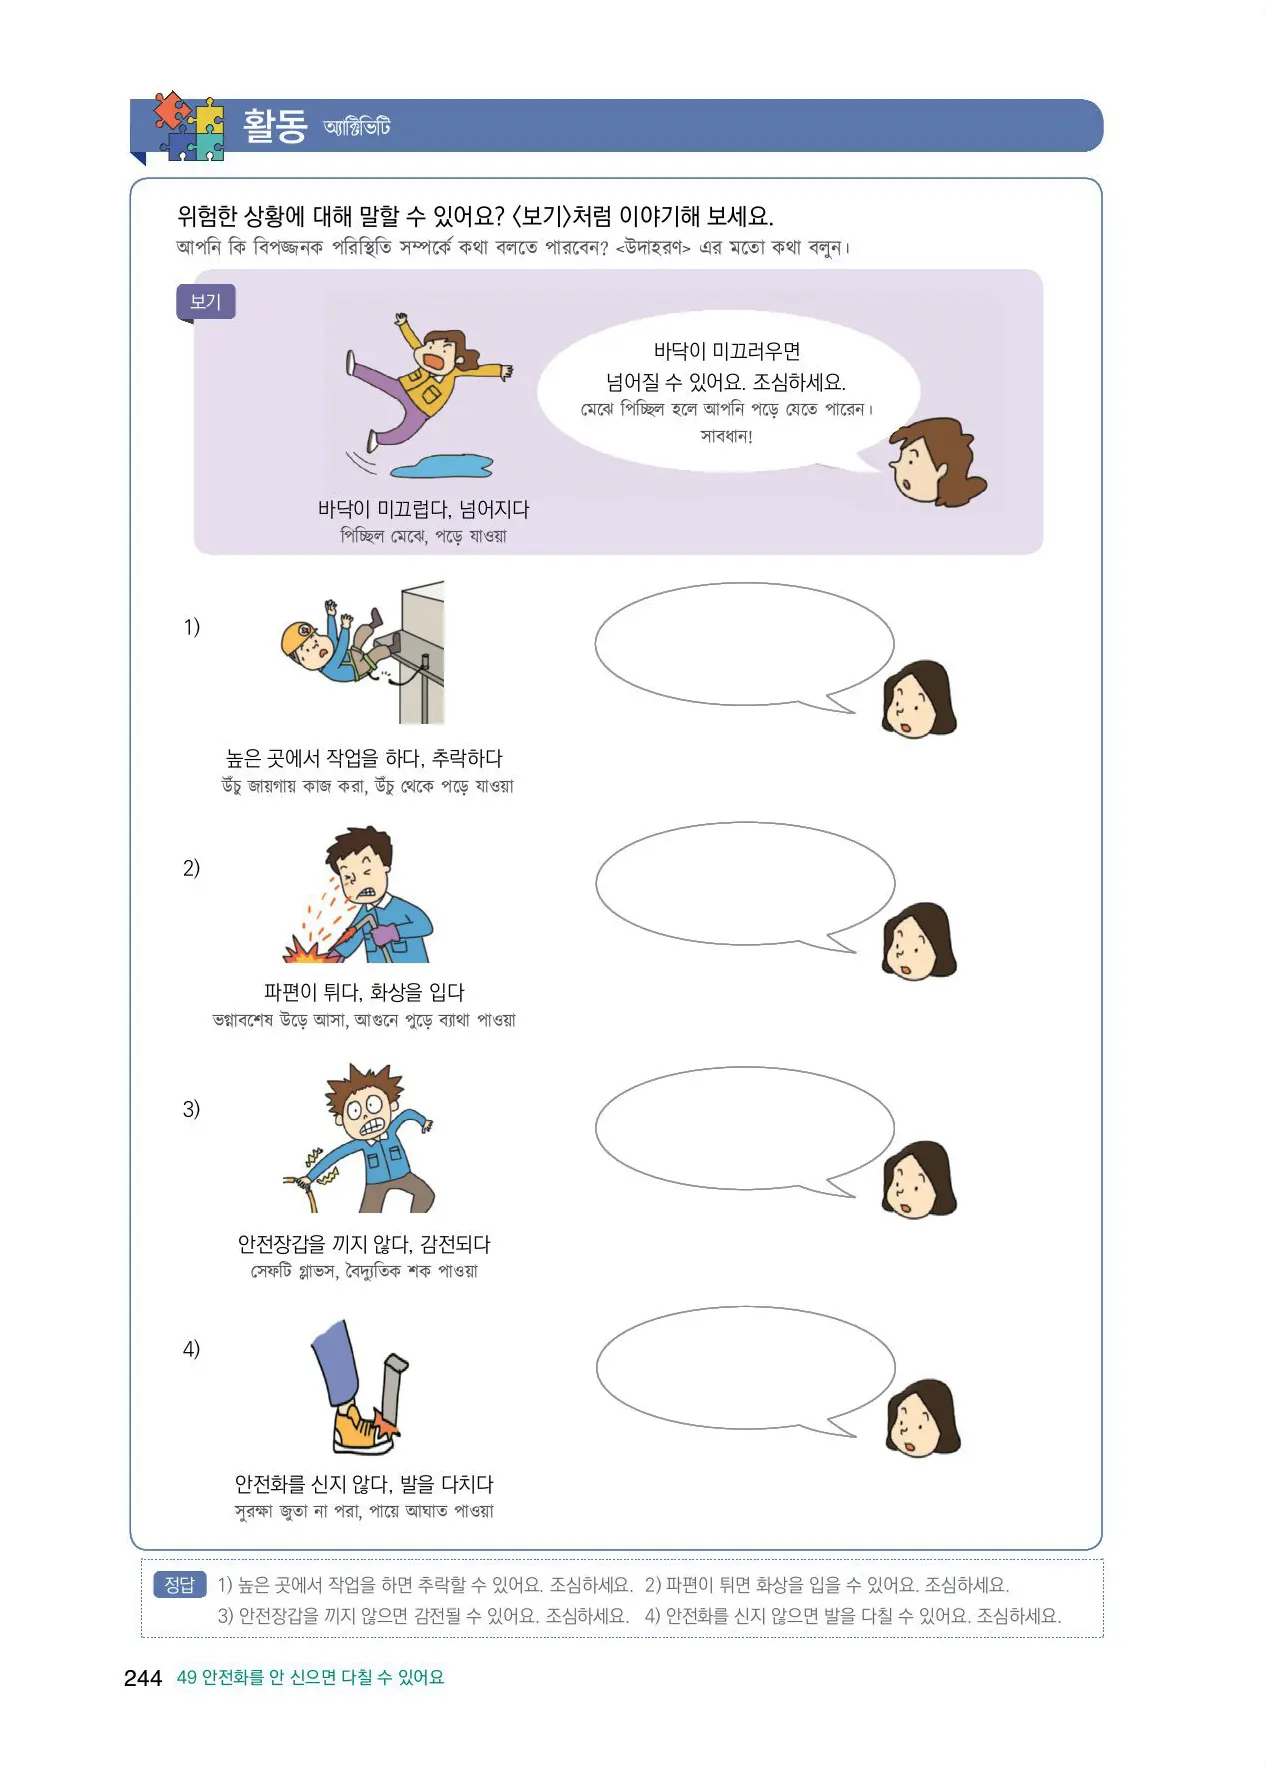 활동 অ্যাক্টিভিটি
위험한 상황에 대해 말할 수 있어요? 〈보기〉처럼 이야기해 보세요.
আপনি কি বিপজ্জনক পরিস্থিতি সম্পর্কে কথা বলতে পারবেন? <উদাহরণ> এর মতো কথা বলুন।
보기
바닥이 미끄러우면
넘어질 수 있어요. 조심하세요.
মেঝে পিচ্ছিল হলে আপনি পড়ে যেতে পারেন।
সাবধান!
바닥이 미끄럽다, 넘어지다
পিচ্ছিল মেঝে, পড়ে যাওয়া
1)
높은 곳에서 작업을 하다, 추락하다
উঁচু জায়গায় কাজ করা, উঁচু থেকে পড়ে যাওয়া
2)
파편이 튀다, 화상을 입다
ভগ্নাবশেষ উড়ে আসা, আগুনে পুড়ে ব্যাথা পাওয়া
3)
안전장갑을 끼지 않다, 감전되다
সেফটি গ্লাভস, বৈদ্যুতিক শক পাওয়া
4)
안전화를 신지 않다, 발을 다치다
সুরক্ষা জুতা না পরা, পায়ে আঘাত পাওয়া
정답 1) 높은 곳에서 작업을 하면 추락할 수 있어요. 조심하세요. 2) 파편이 튀면 화상을 입을 수 있어요. 조심하세요.
3) 안전장갑을 끼지 않으면 감전될 수 있어요. 조심하세요. 4) 안전화를 신지 않으면 발을 다칠 수 있어요. 조심하세요.
244 49 안전화를 안 신으면 다칠 수 있어요